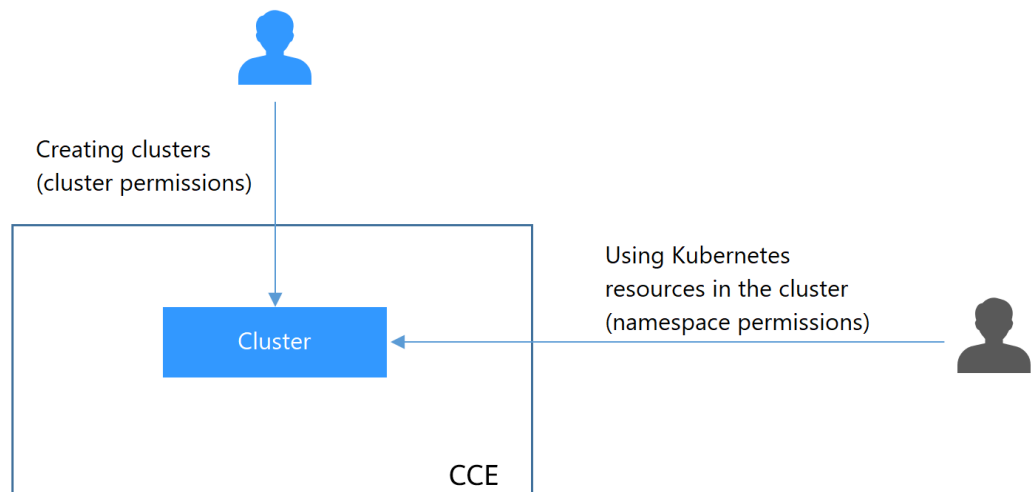 Creating clusters
(cluster permissions)
Using Kubernetes
resources in the cluster
(namespace permissions)
Cluster
CCE